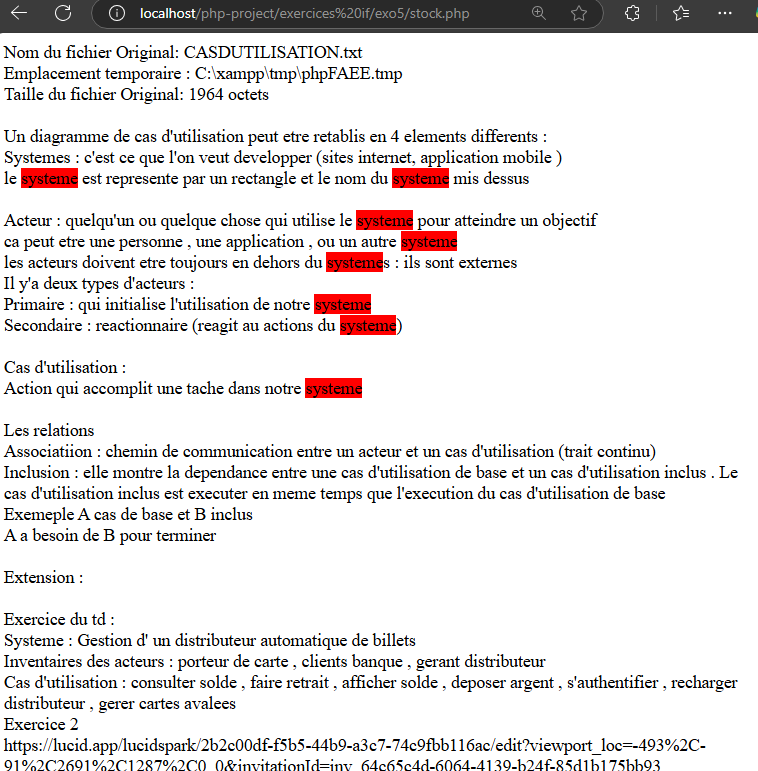 localhost/php-project/exercices%20if/exo5/stock.php
Nom du fichier Original: CASDUTILISATION.txt
Emplacement temporaire : C:\xampp\tmp\phpFAEE.tmp
Taille du fichier Original: 1964 octets
Un diagramme de cas d'utilisation peut etre retablis en 4 elements differents :
Systemes : c'est ce que l'on veut developper (sites internet, application mobile )
le systeme est represente par un rectangle et le nom du systeme mis dessus
Acteur : quelqu'un ou quelque chose qui utilise le systeme pour atteindre un objectif
ca peut etre une personne , une application , ou un autre systeme
les acteurs doivent etre toujours en dehors du systemes : ils sont externes
Il y'a deux types d'acteurs :
Primaire : qui initialise l'utilisation de notre systeme
Secondaire : reactionnaire (reagit au actions du systeme)
Cas d'utilisation :
Action qui accomplit une tache dans notre systeme
Les relations
Associatiion : chemin de communication entre un acteur et un cas d'utilisation (trait continu)
Inclusion : elle montre la dependance entre une cas d'utilisation de base et un cas d'utilisation inclus . Le
cas d'utilisation inclus est executer en meme temps que l'execution du cas d'utilisation de base
Exemeple A cas de base et B inclus
A a besoin de B pour terminer
Extension :
Exercice du td :
Systeme : Gestion d' un distributeur automatique de billets
Inventaires des acteurs : porteur de carte , clients banque , gerant distributeur
Cas d'utilisation : consulter solde , faire retrait , afficher solde , deposer argent , s'authentifier , recharger
distributeur , gerer cartes avalees
Exercice 2
https://lucid.app/lucidspark/2b2c00df-f5b5-44b9-a3c7-74c9fbb116ac/edit?viewport_loc=-493%2C-
91%2C2691%2C1287%2C0_0&invitationId=inv_64c65c4d-6064-4139-b24f-85d1b175bb93